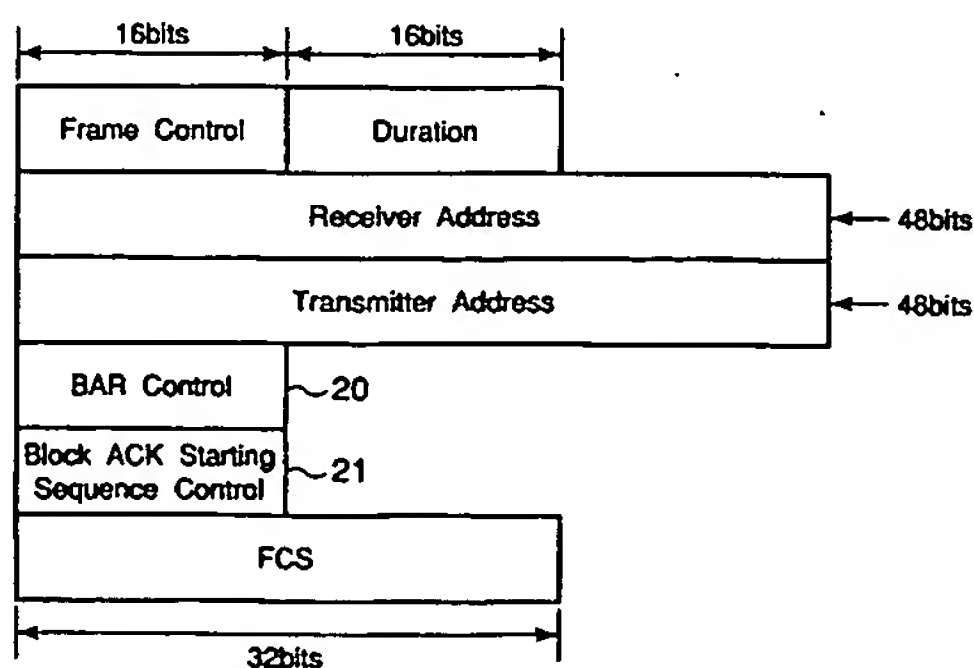 16bits 16bits
Frame Control Duration
Receiver Address 48bits
Transmitter Address 48bits
BAR Control 20
Block ACK Starting
Sequence Control 21
FCS
32bits